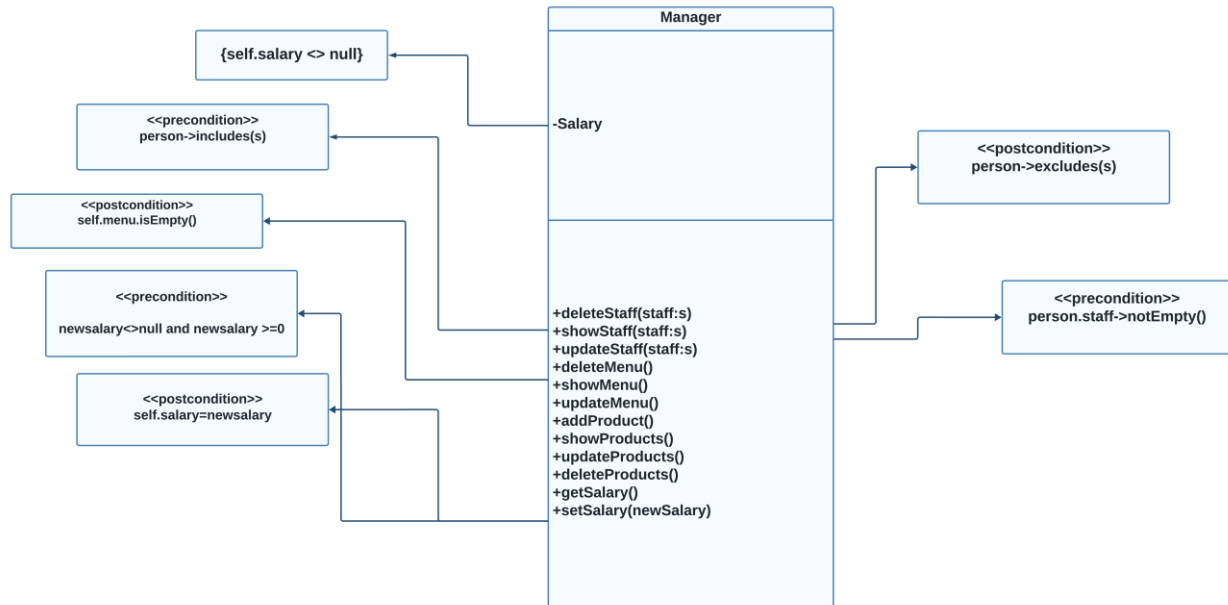 Manager
{self.salary <> null}
<<precondition>>
person->includes(s)
-Salary
<<postcondition>>
person->excludes(s)
<<postcondition>>
self.menu.isEmpty()
<<precondition>>
newsalary<>null and newsalary >=0
<<precondition>>
person.staff->notEmpty()
<<postcondition>>
self.salary=newsalary
+deleteStaff(staff:s)
+showStaff(staff:s)
+updateStaff(staff:s)
+deleteMenu()
+showMenu()
+updateMenu()
+addProduct()
+showProducts()
+updateProducts()
+deleteProducts()
+getSalary()
+setSalary(newSalary)